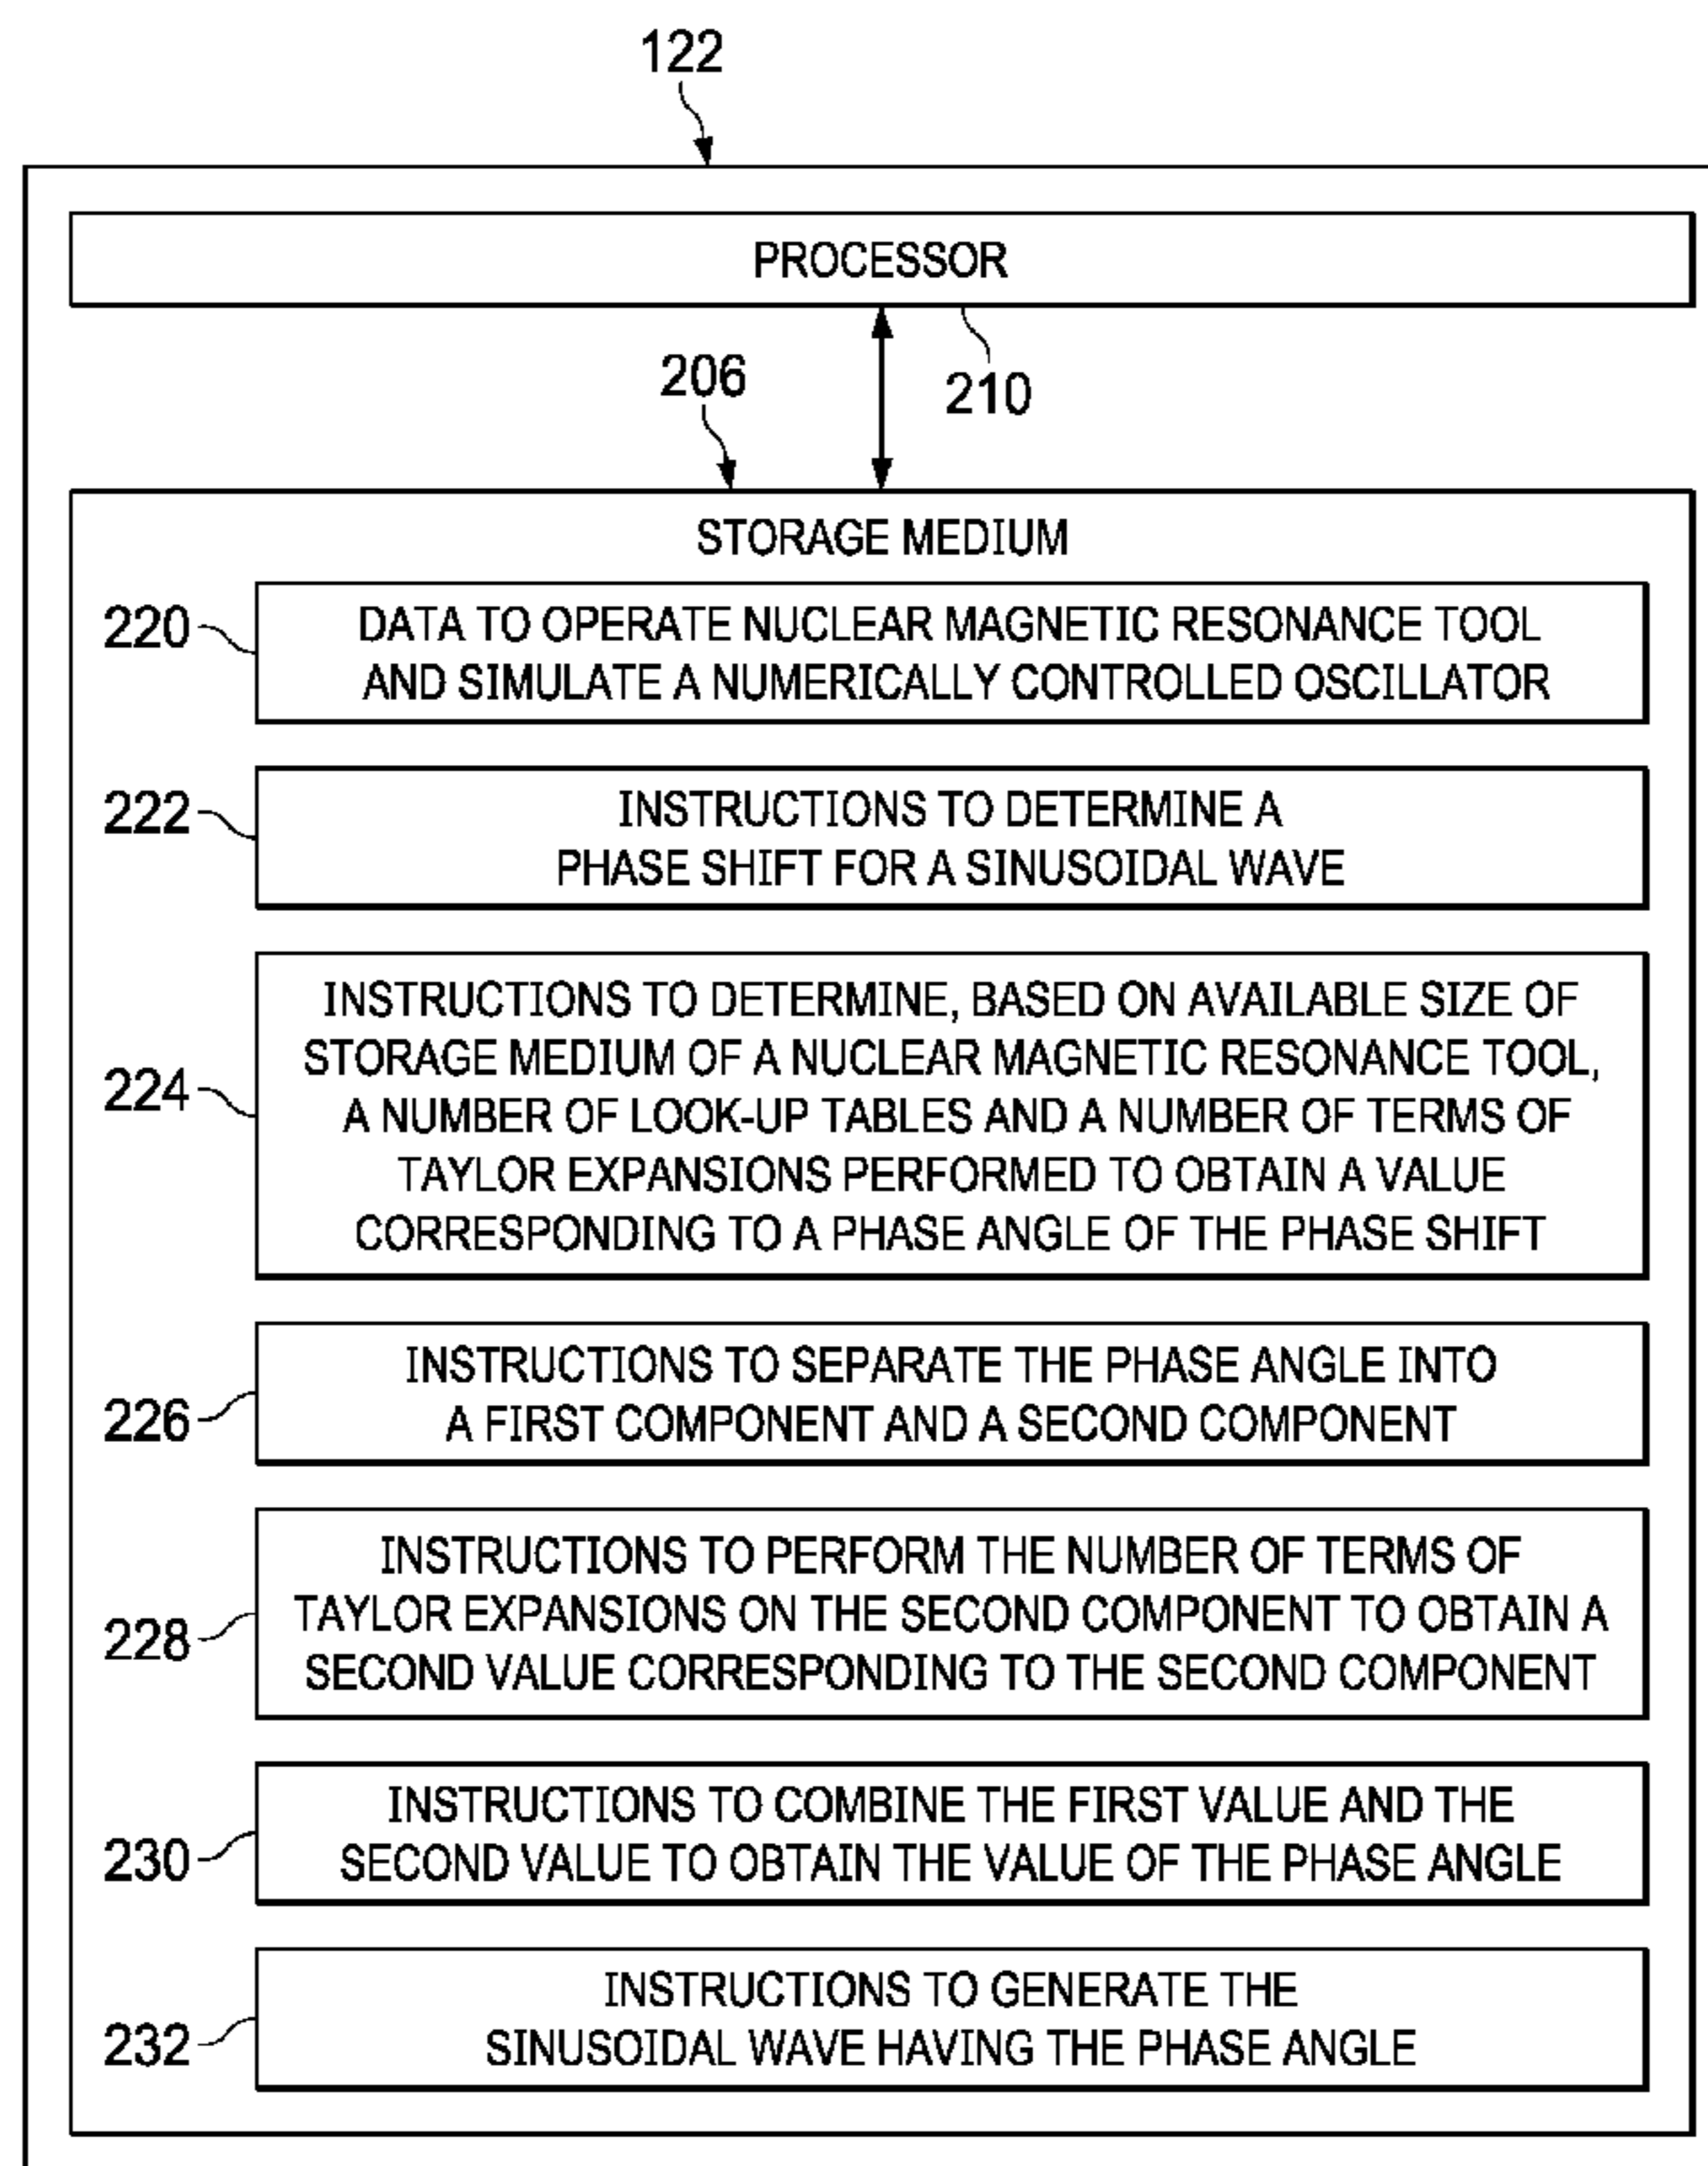 122
PROCESSOR
206
210
STORAGE MEDIUM
220
DATA TO OPERATE NUCLEAR MAGNETIC RESONANCE TOOL
AND SIMULATE A NUMERICALLY CONTROLLED OSCILLATOR
222
INSTRUCTIONS TO DETERMINE A
PHASE SHIFT FOR A SINUSOIDAL WAVE
224
INSTRUCTIONS TO DETERMINE, BASED ON AVAILABLE SIZE OF
STORAGE MEDIUM OF A NUCLEAR MAGNETIC RESONANCE TOOL,
A NUMBER OF LOOK-UP TABLES AND A NUMBER OF TERMS OF
TAYLOR EXPANSIONS PERFORMED TO OBTAIN A VALUE
CORRESPONDING TO A PHASE ANGLE OF THE PHASE SHIFT
226
INSTRUCTIONS TO SEPARATE THE PHASE ANGLE INTO
A FIRST COMPONENT AND A SECOND COMPONENT
228
INSTRUCTIONS TO PERFORM THE NUMBER OF TERMS OF
TAYLOR EXPANSIONS ON THE SECOND COMPONENT TO OBTAIN A
SECOND VALUE CORRESPONDING TO THE SECOND COMPONENT
230
INSTRUCTIONS TO COMBINE THE FIRST VALUE AND THE
SECOND VALUE TO OBTAIN THE VALUE OF THE PHASE ANGLE
232
INSTRUCTIONS TO GENERATE THE
SINUSOIDAL WAVE HAVING THE PHASE ANGLE